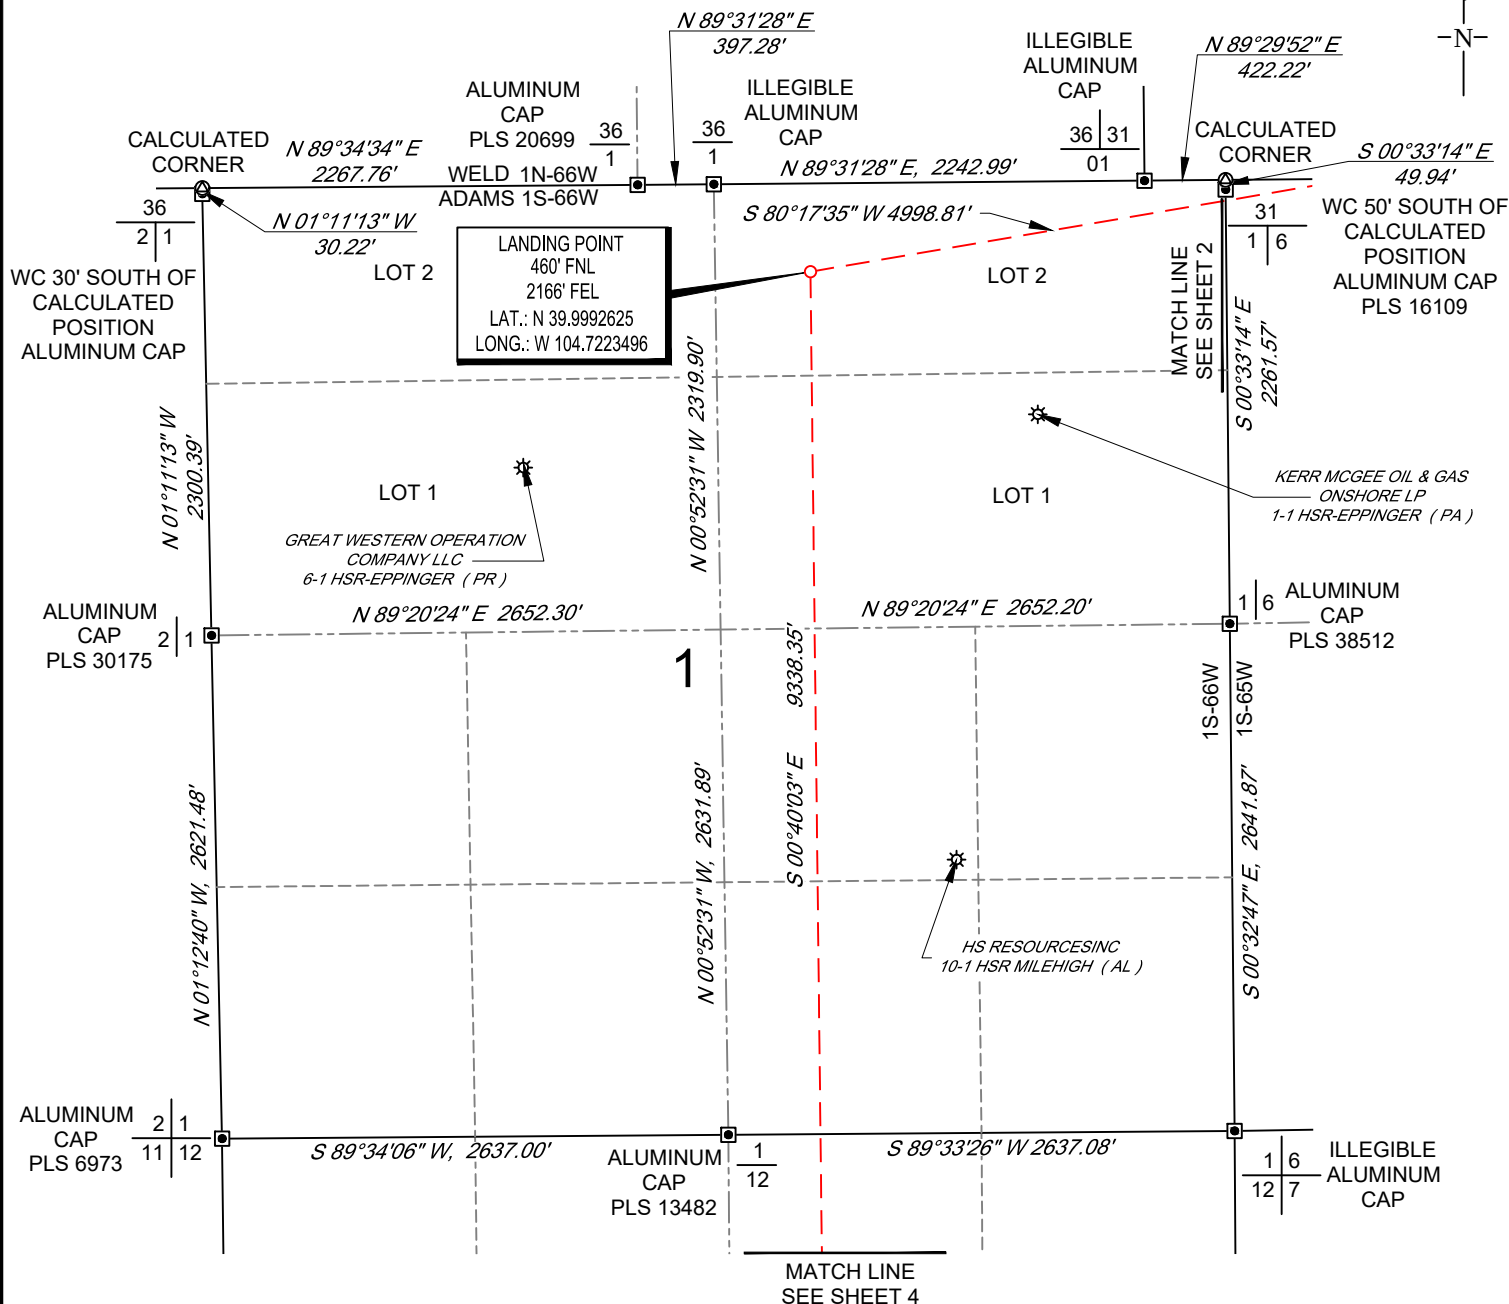 N 89°31'28" E
397.28'
ILLEGIBLE
ALUMINUM
CAP
N 89°29'52" E
422.22'
-N-
ALUMINUM
CAP
PLS 20699
36
1
36
1
ILLEGIBLE
ALUMINUM
CAP
36 31
01
CALCULATED
CORNER
N 89°34'34" E
2267.76'
WELD 1N-66W
ADAMS 1S-66W
N 89°31'28" E, 2242.99'
CALCULATED
CORNER
S 00°33'14" E
49.94'
36
2 1
N 01°11'13" W
30.22'
S 80°17'35" W 4998.81'
31
1 6
WC 50' SOUTH OF
CALCULATED
POSITION
ALUMINUM CAP
PLS 16109
WC 30' SOUTH OF
CALCULATED
POSITION
ALUMINUM CAP
LOT 2
LANDING POINT
460' FNL
2166' FEL
LAT.: N 39.9992625
LONG.: W 104.7223496
LOT 2
MATCH LINE
SEE SHEET 2
S 00°33'14" E
2261.57'
N 00°52'31" W 2319.90'
N 01°11'13" W
2300.39'
LOT 1
LOT 1
GREAT WESTERN OPERATION
COMPANY LLC
6-1 HSR-EPPINGER ( PR )
KERR MCGEE OIL & GAS
ONSHORE LP
1-1 HSR-EPPINGER ( PA )
ALUMINUM
CAP
PLS 30175
2 1
N 89°20'24" E 2652.30'
N 89°20'24" E 2652.20'
1 6
ALUMINUM
CAP
PLS 38512
1
S 00°40'03" E 9338.35'
1S-66W
1S-65W
N 01°12'40" W, 2621.48'
N 00°52'31" W, 2631.89'
S 00°32'47" E, 2641.87'
HS RESOURCESINC
10-1 HSR MILEHIGH ( AL )
ALUMINUM
CAP
PLS 6973
2 1
11 12
S 89°34'06" W, 2637.00'
ALUMINUM
CAP
PLS 13482
1
12
S 89°33'26" W 2637.08'
1 6
12 7
ILLEGIBLE
ALUMINUM
CAP
MATCH LINE
SEE SHEET 4